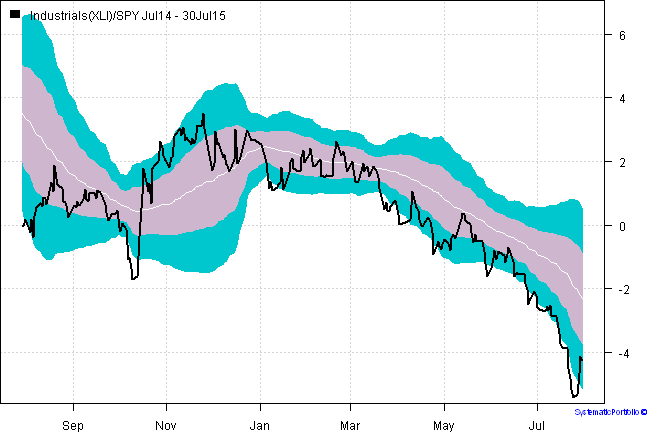 Industrials(XLI)/SPY Jul14 - 30Jul15
6
4
2
0
-2
-4
Sep Nov Jan Mar May Jul
SystematicPortfolio ©